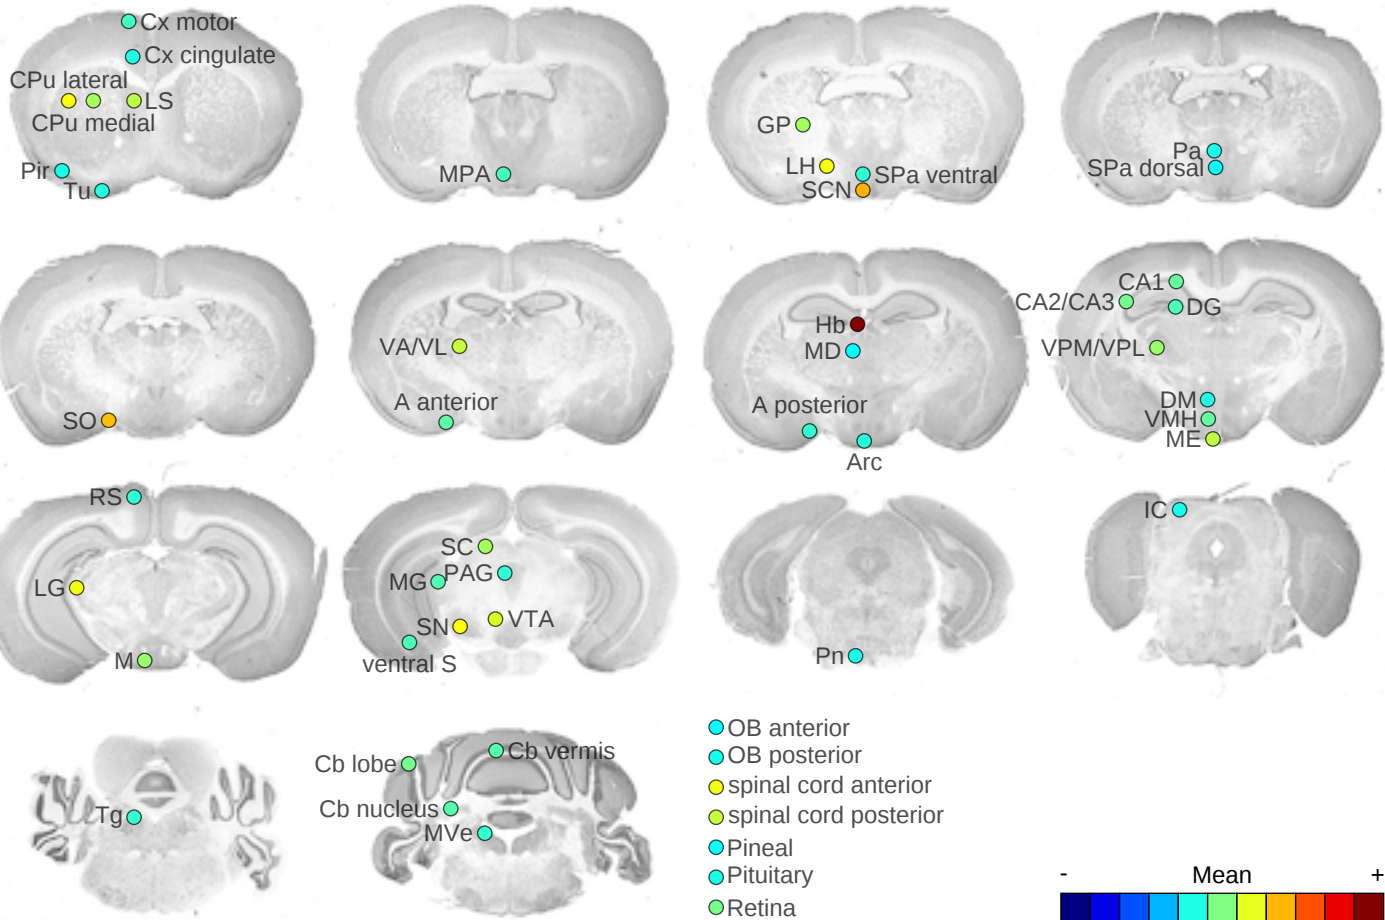 Cx motor
Cx cingulate
CPu lateral
LS
CPu medial
Pir
Tu
MPA
GP
LH
SPa ventral
SCN
Pa
SPa dorsal
SO
VA/VL
A anterior
Hb
MD
A posterior
Arc
CA1
CA2/CA3
DG
VPM/VPL
DM
VMH
ME
RS
LG
M
SC
MG
PAG
SN
VTA
ventral S
Pn
IC
Tg
Cb lobe
Cb vermis
Cb nucleus
MVe
OB anterior
OB posterior
spinal cord anterior
spinal cord posterior
Pineal
Pituitary
Retina
- Mean +